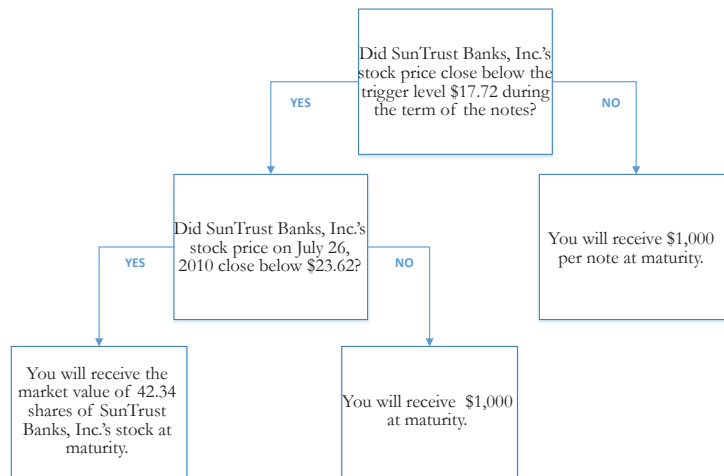 Did SunTrust Banks, Inc.'s
stock price close below the
trigger level $17.72 during
the term of the notes?
YES
NO
Did SunTrust Banks, Inc.'s
stock price on July 26,
2010 close below $23.62?
You will receive $1,000
per note at maturity.
YES
NO
You will receive the
market value of 42.34
shares of SunTrust
Banks, Inc.'s stock at
maturity.
You will receive $1,000
at maturity.